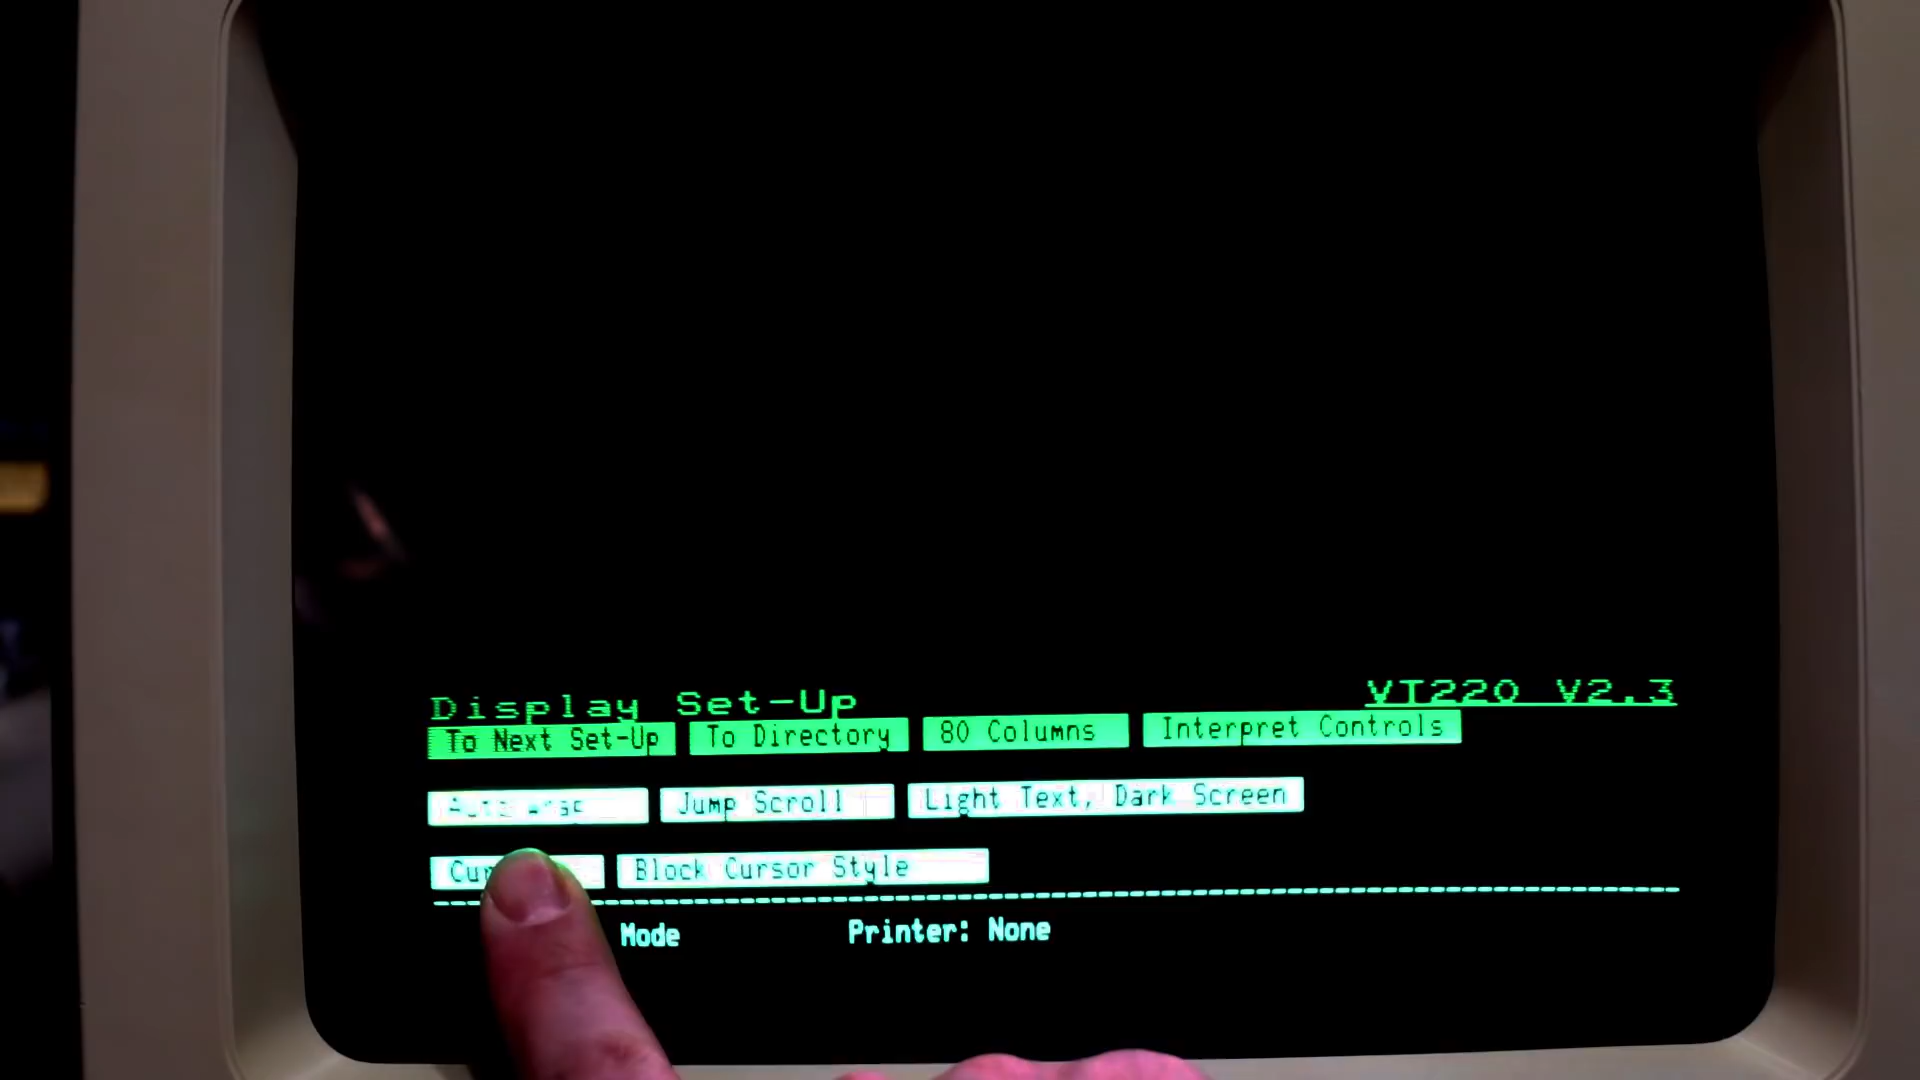 Display Set-Up VT220 V2.3
To Next Set-Up To Directory 80 Columns Interpret Controls
Jump Scroll Light Text, Dark Screen
Block Cursor Style
Mode Printer: None